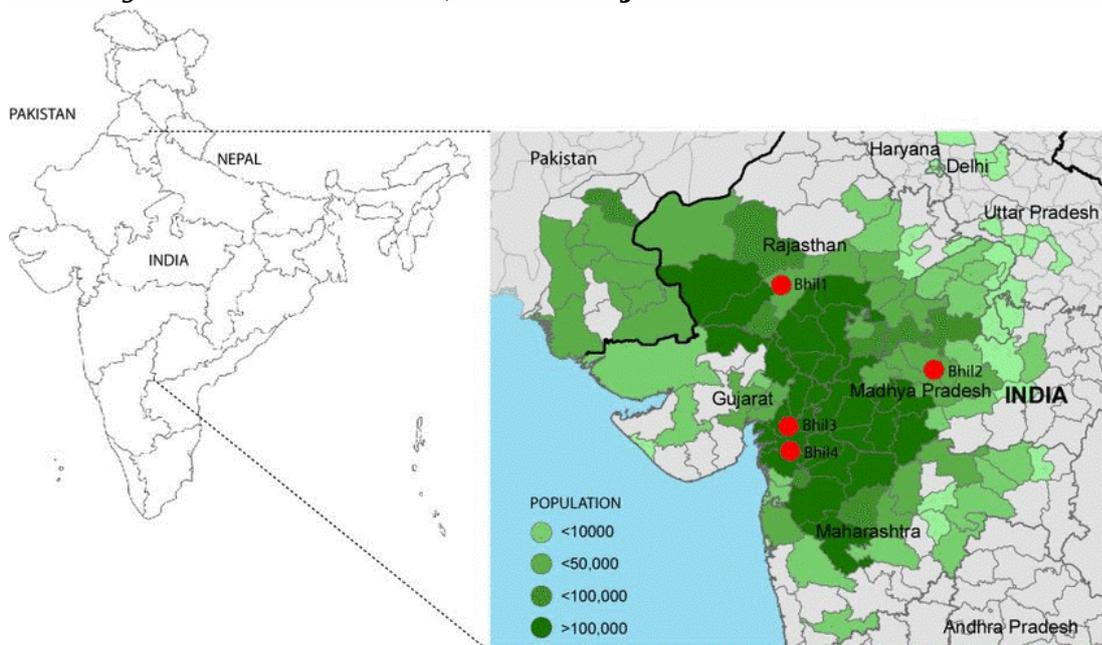 PAKISTAN
NEPAL
INDIA
Pakistan
Haryana
Delhi
Uttar Pradesh
Rajasthan
Bhil1
Bhil2
Madhya Pradesh
INDIA
Gujarat
Bhil3
Bhil4
POPULATION
<10000
<50,000
<100,000
>100,000
Maharashtra
Andhra Pradesh